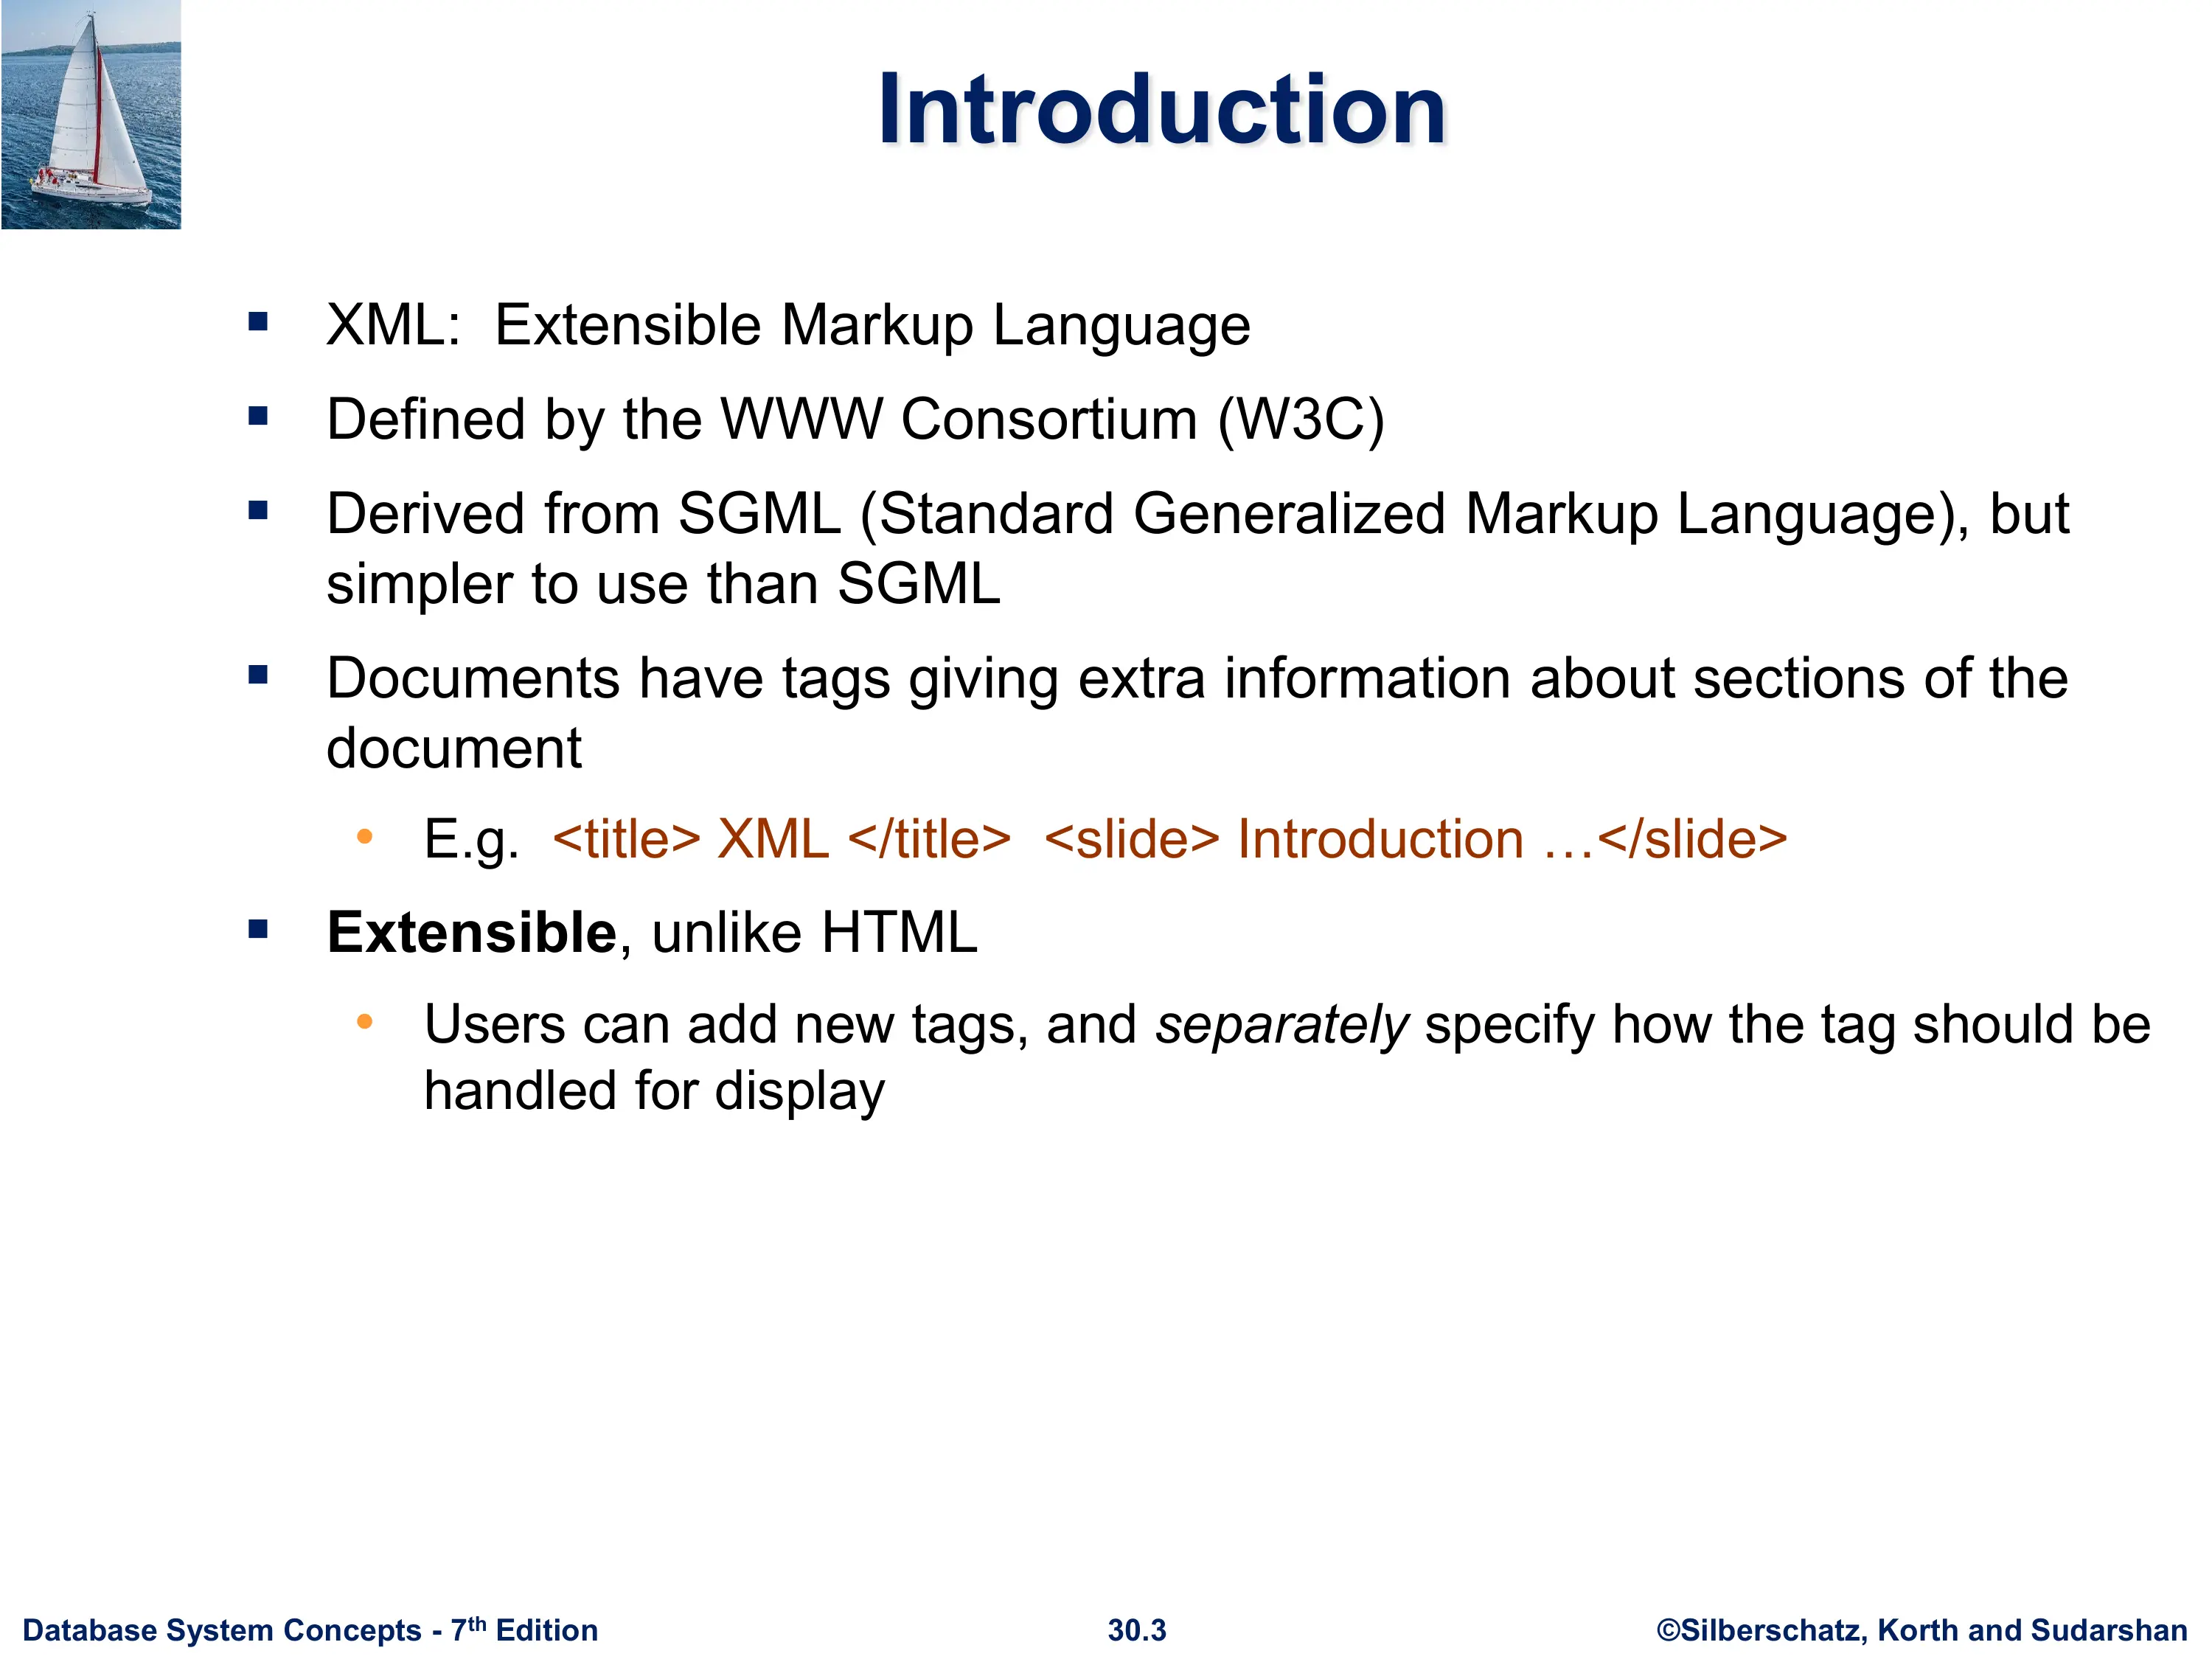 Introduction
▪ XML:  Extensible Markup Language
▪ Defined by the WWW Consortium (W3C)
▪ Derived from SGML (Standard Generalized Markup Language), but
simpler to use than SGML
▪ Documents have tags giving extra information about sections of the
document
• E.g.  <title> XML </title>  <slide> Introduction …</slide>
▪ Extensible, unlike HTML
• Users can add new tags, and separately specify how the tag should be
handled for display
Database System Concepts - 7th Edition
30.3
©Silberschatz, Korth and Sudarshan